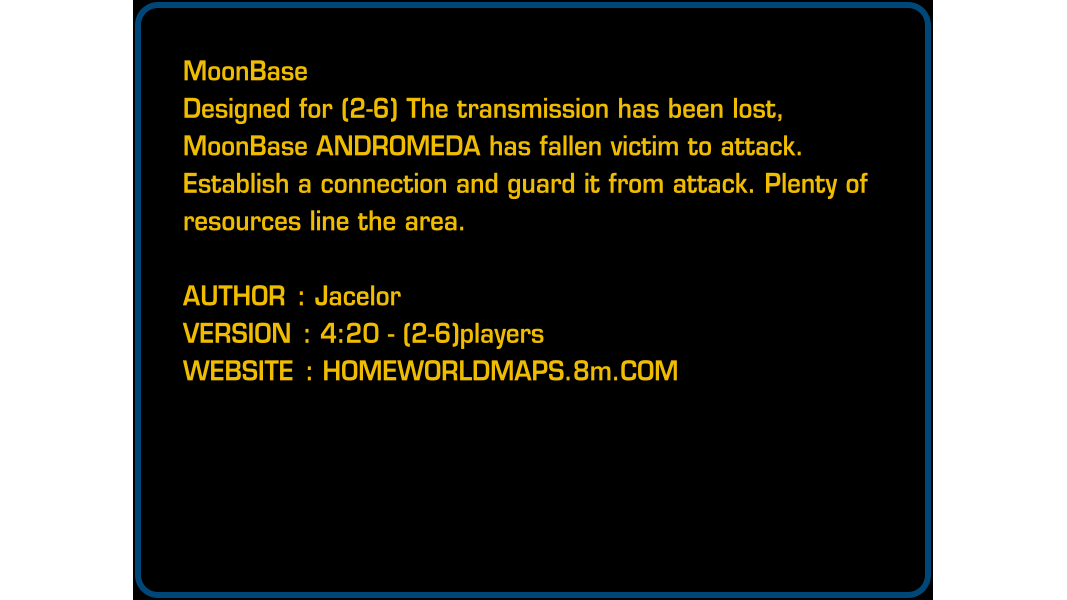 MoonBase
Designed for (2-6) The transmission has been lost,
MoonBase ANDROMEDA has fallen victim to attack.
Establish a connection and guard it from attack. Plenty of
resources line the area.
AUTHOR : Jacelor
VERSION : 4:20 - (2-6)players
WEBSITE : HOMEWORLDMAPS.8m.COM